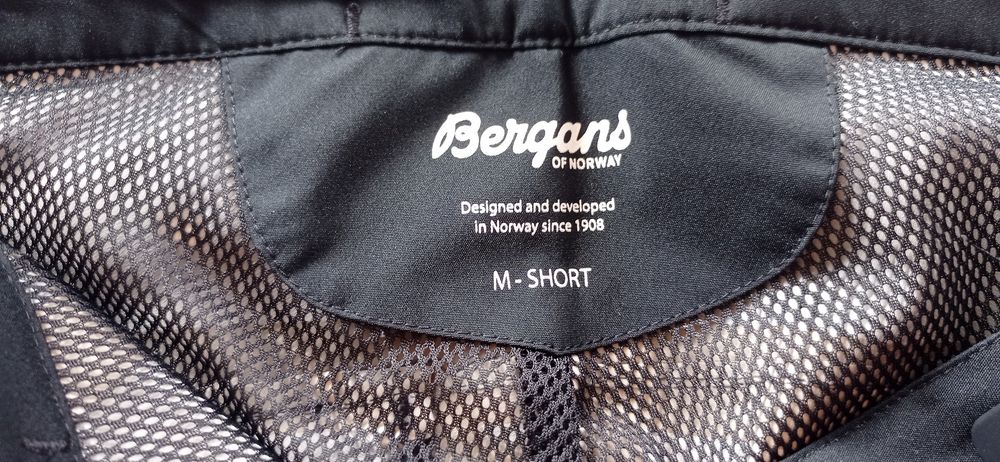 Bergans
OF NORWAY
Designed and developed
in Norway since 1908
M - SHORT